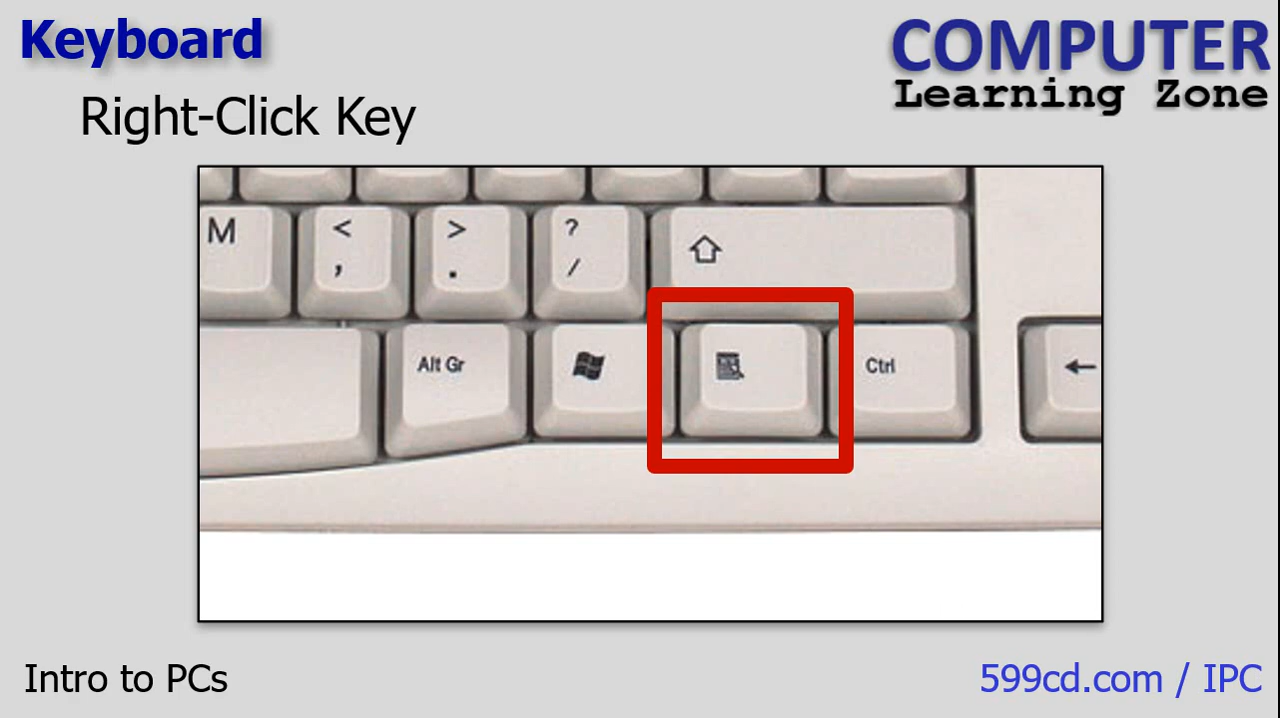 Keyboard
COMPUTER
Learning Zone
Right-Click Key
M < > ?
, . /
Alt Gr Ctrl
Intro to PCs
599cd.com / IPC